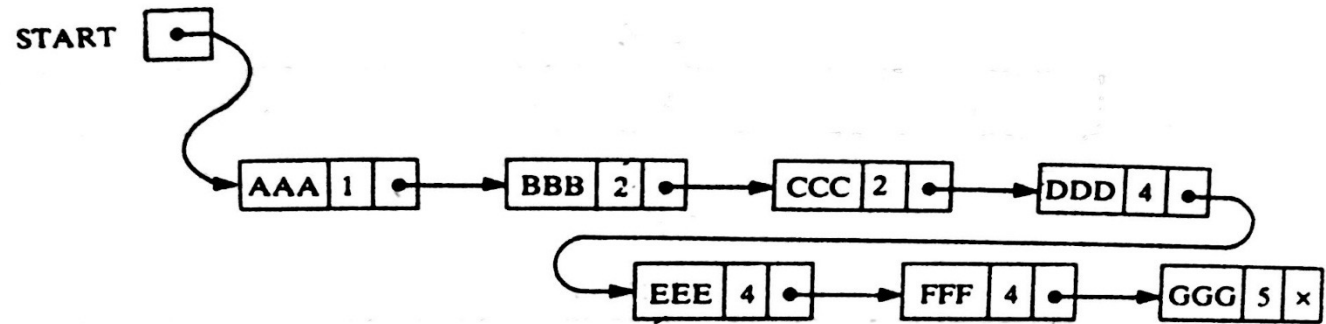 START
AAA 1 BBB 2 CCC 2 DDD 4
EEE 4 FFF 4 GGG 5 ×